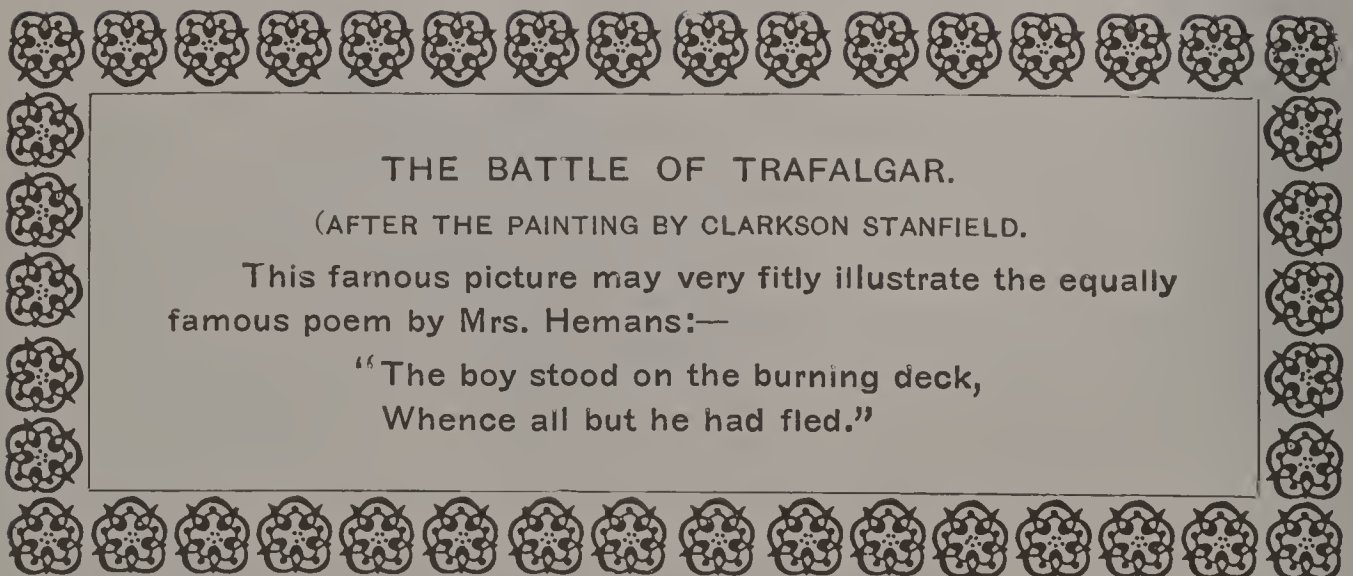 THE BATTLE OF TRAFALGAR.
(AFTER THE PAINTING BY CLARKSON STANFIELD.
This famous picture may very fitly illustrate the equally
famous poem by Mrs. Hemans:—
“The boy stood on the burning deck,
Whence all but he had fled.”